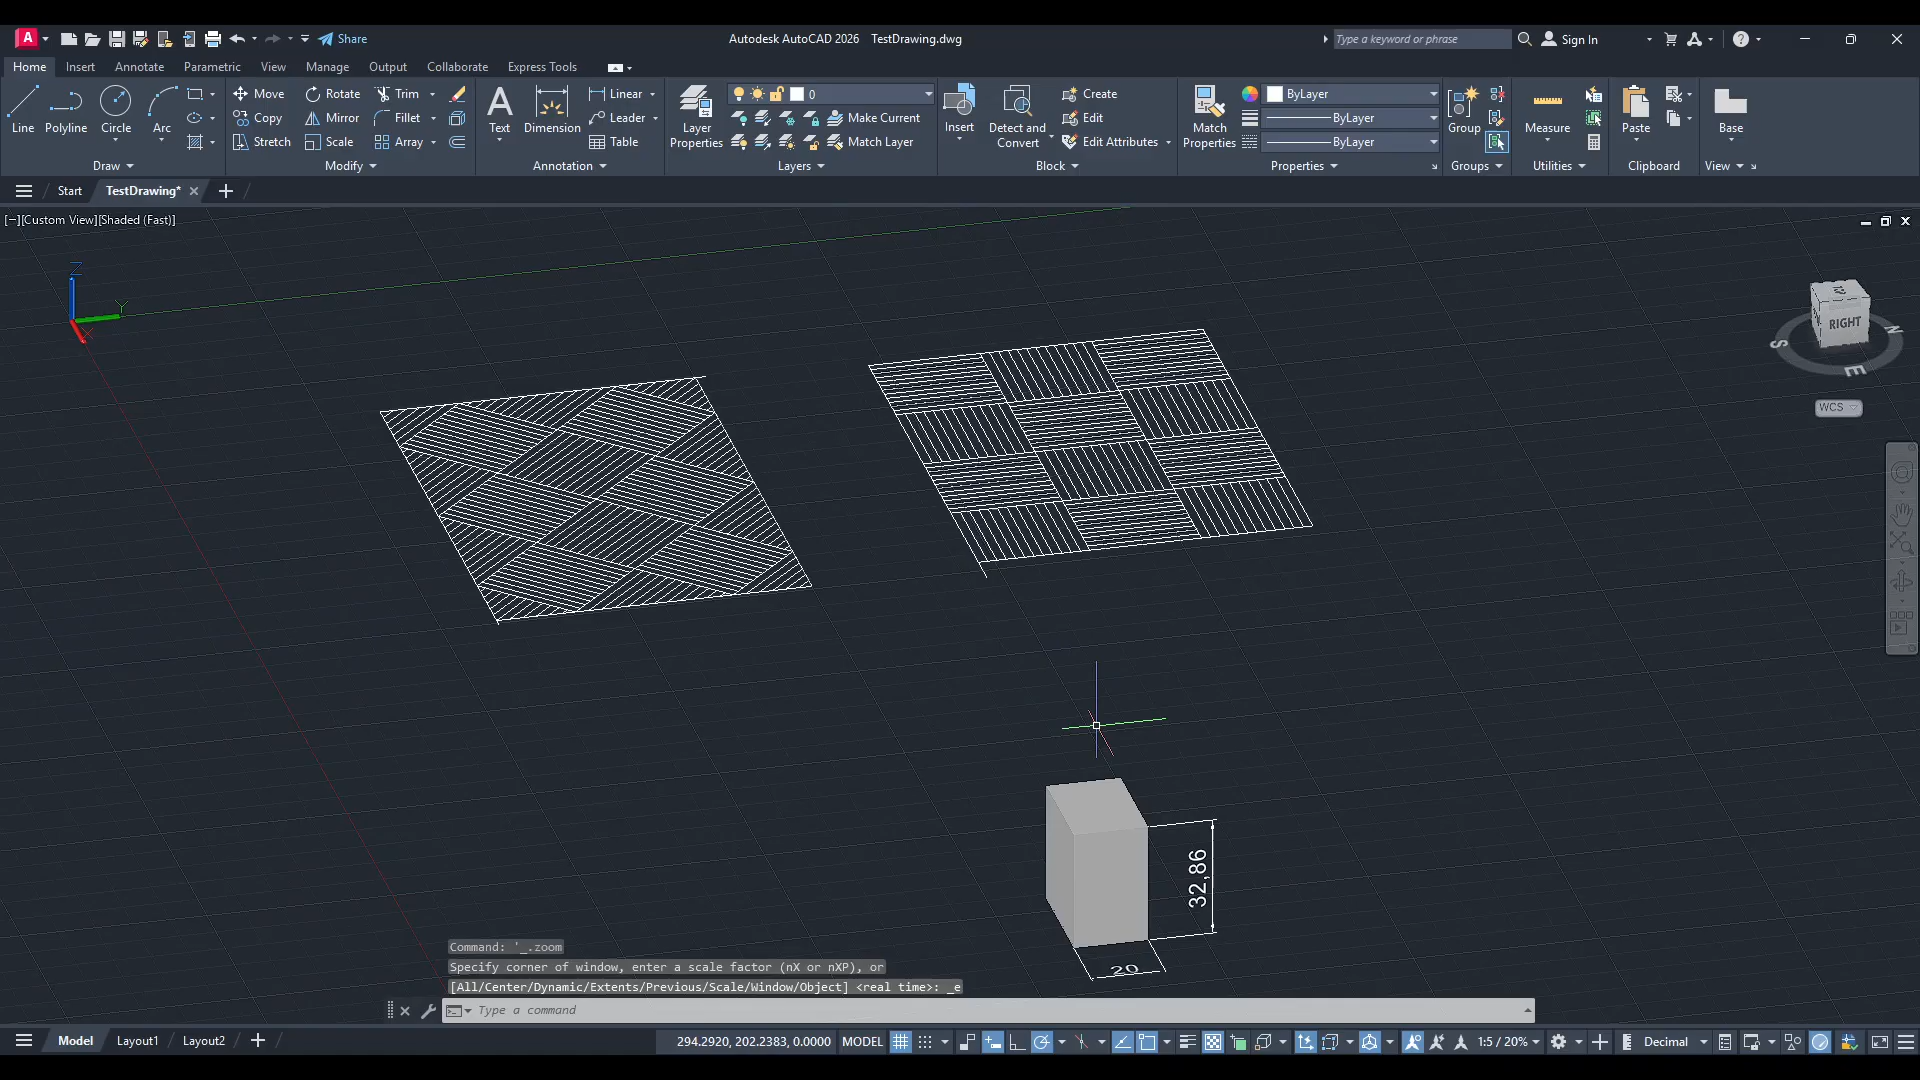 A Share Autodesk AutoCAD 2026 TestDrawing.dwg Type a keyword or phrase Sign In
Home Insert Annotate Parametric View Manage Output Collaborate Express Tools
Line Polyline Circle Arc
Move Rotate Trim
Copy Mirror Fillet
Stretch Scale Array
A Text Dimension
Linear
Leader
Table
Layer Properties
0
Make Current
Match Layer
Insert Detect and Convert
Create
Edit
Edit Attributes
Match Properties
ByLayer
ByLayer
ByLayer
Group Measure Paste Base
Draw Modify Annotation Layers Block Properties Groups Utilities Clipboard View
Start TestDrawing*
[−][Custom View][Shaded (Fast)]
Z
Y
X
RIGHT
S N
E
WCS
32,86
20
Command: '_.zoom
Specify corner of window, enter a scale factor (nX or nXP), or
[All/Center/Dynamic/Extents/Previous/Scale/Window/Object] <real time>: _e
Type a command
Model Layout1 Layout2 294.2920, 202.2383, 0.0000 MODEL 1:5 / 20% Decimal